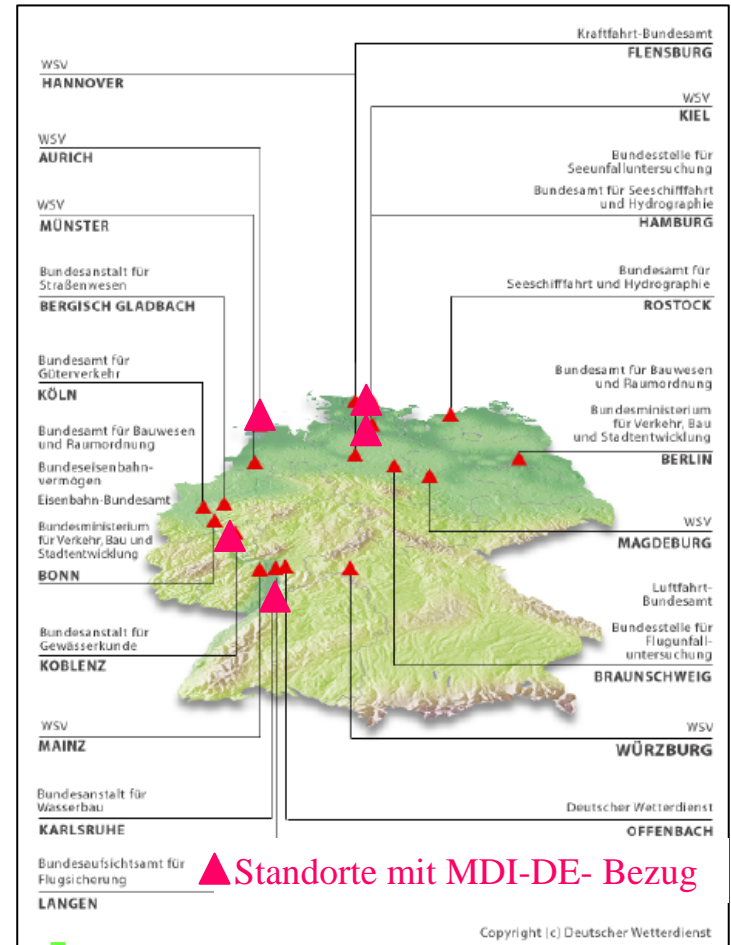 WSV
HANNOVER
WSV
AURICH
WSV
MÜNSTER
Bundesanstalt für
Straßenwesen
BERGISCH GLADBACH
Bundesamt für
Güterverkehr
KÖLN
Bundesamt für Bauwesen
und Raumordnung
Bundeseisenbahn-
vermögen
Eisenbahn-Bundesamt
Bundesministerium
für Verkehr, Bau und
Stadtentwicklung
BONN
Bundesanstalt für
Gewässerkunde
KOBLENZ
WSV
MAINZ
Bundesanstalt für
Wasserbau
KARLSRUHE
Bundesaufsichtsamt für
Flugsicherung
LANGEN
Kraftfahrt-Bundesamt
FLENSBURG
WSV
KIEL
Bundesstelle für
Seeunfalluntersuchung
Bundesamt für Seeschifffahrt
und Hydrographie
HAMBURG
Bundesamt für
Seeschifffahrt und Hydrographie
ROSTOCK
Bundesamt für Bauwesen
und Raumordnung
Bundesministerium
für Verkehr, Bau
und Stadtentwicklung
BERLIN
WSV
MAGDEBURG
Luftfahrt-
Bundesamt
Bundesstelle für
Flugunfall-
untersuchung
BRAUNSCHWEIG
WSV
WÜRZBURG
Deutscher Wetterdienst
OFFENBACH
Standorte mit MDI-DE- Bezug
Copyright (c) Deutscher Wetterdienst